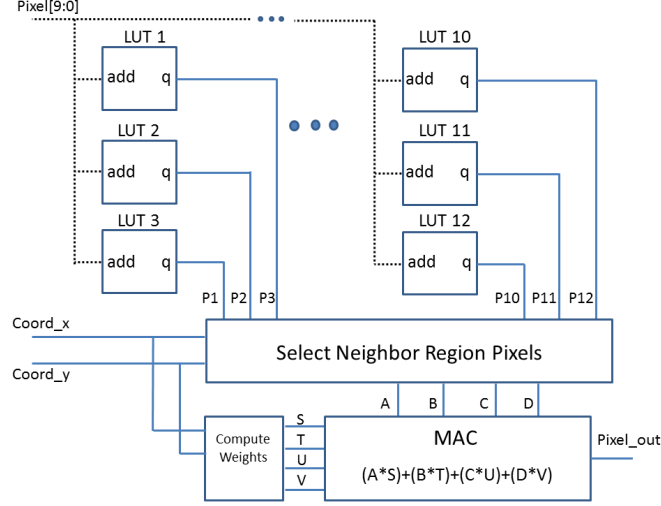 Pixel[9:0]
LUT 1
LUT 10
add q
add q
LUT 2
LUT 11
add q
add q
LUT 3
LUT 12
add q
add q
P1 P2 P3
P10 P11 P12
Coord_x
Select Neighbor Region Pixels
Coord_y
A B C D
S
Compute
Weights
T
U
V
MAC
(A*S)+(B*T)+(C*U)+(D*V)
Pixel_out